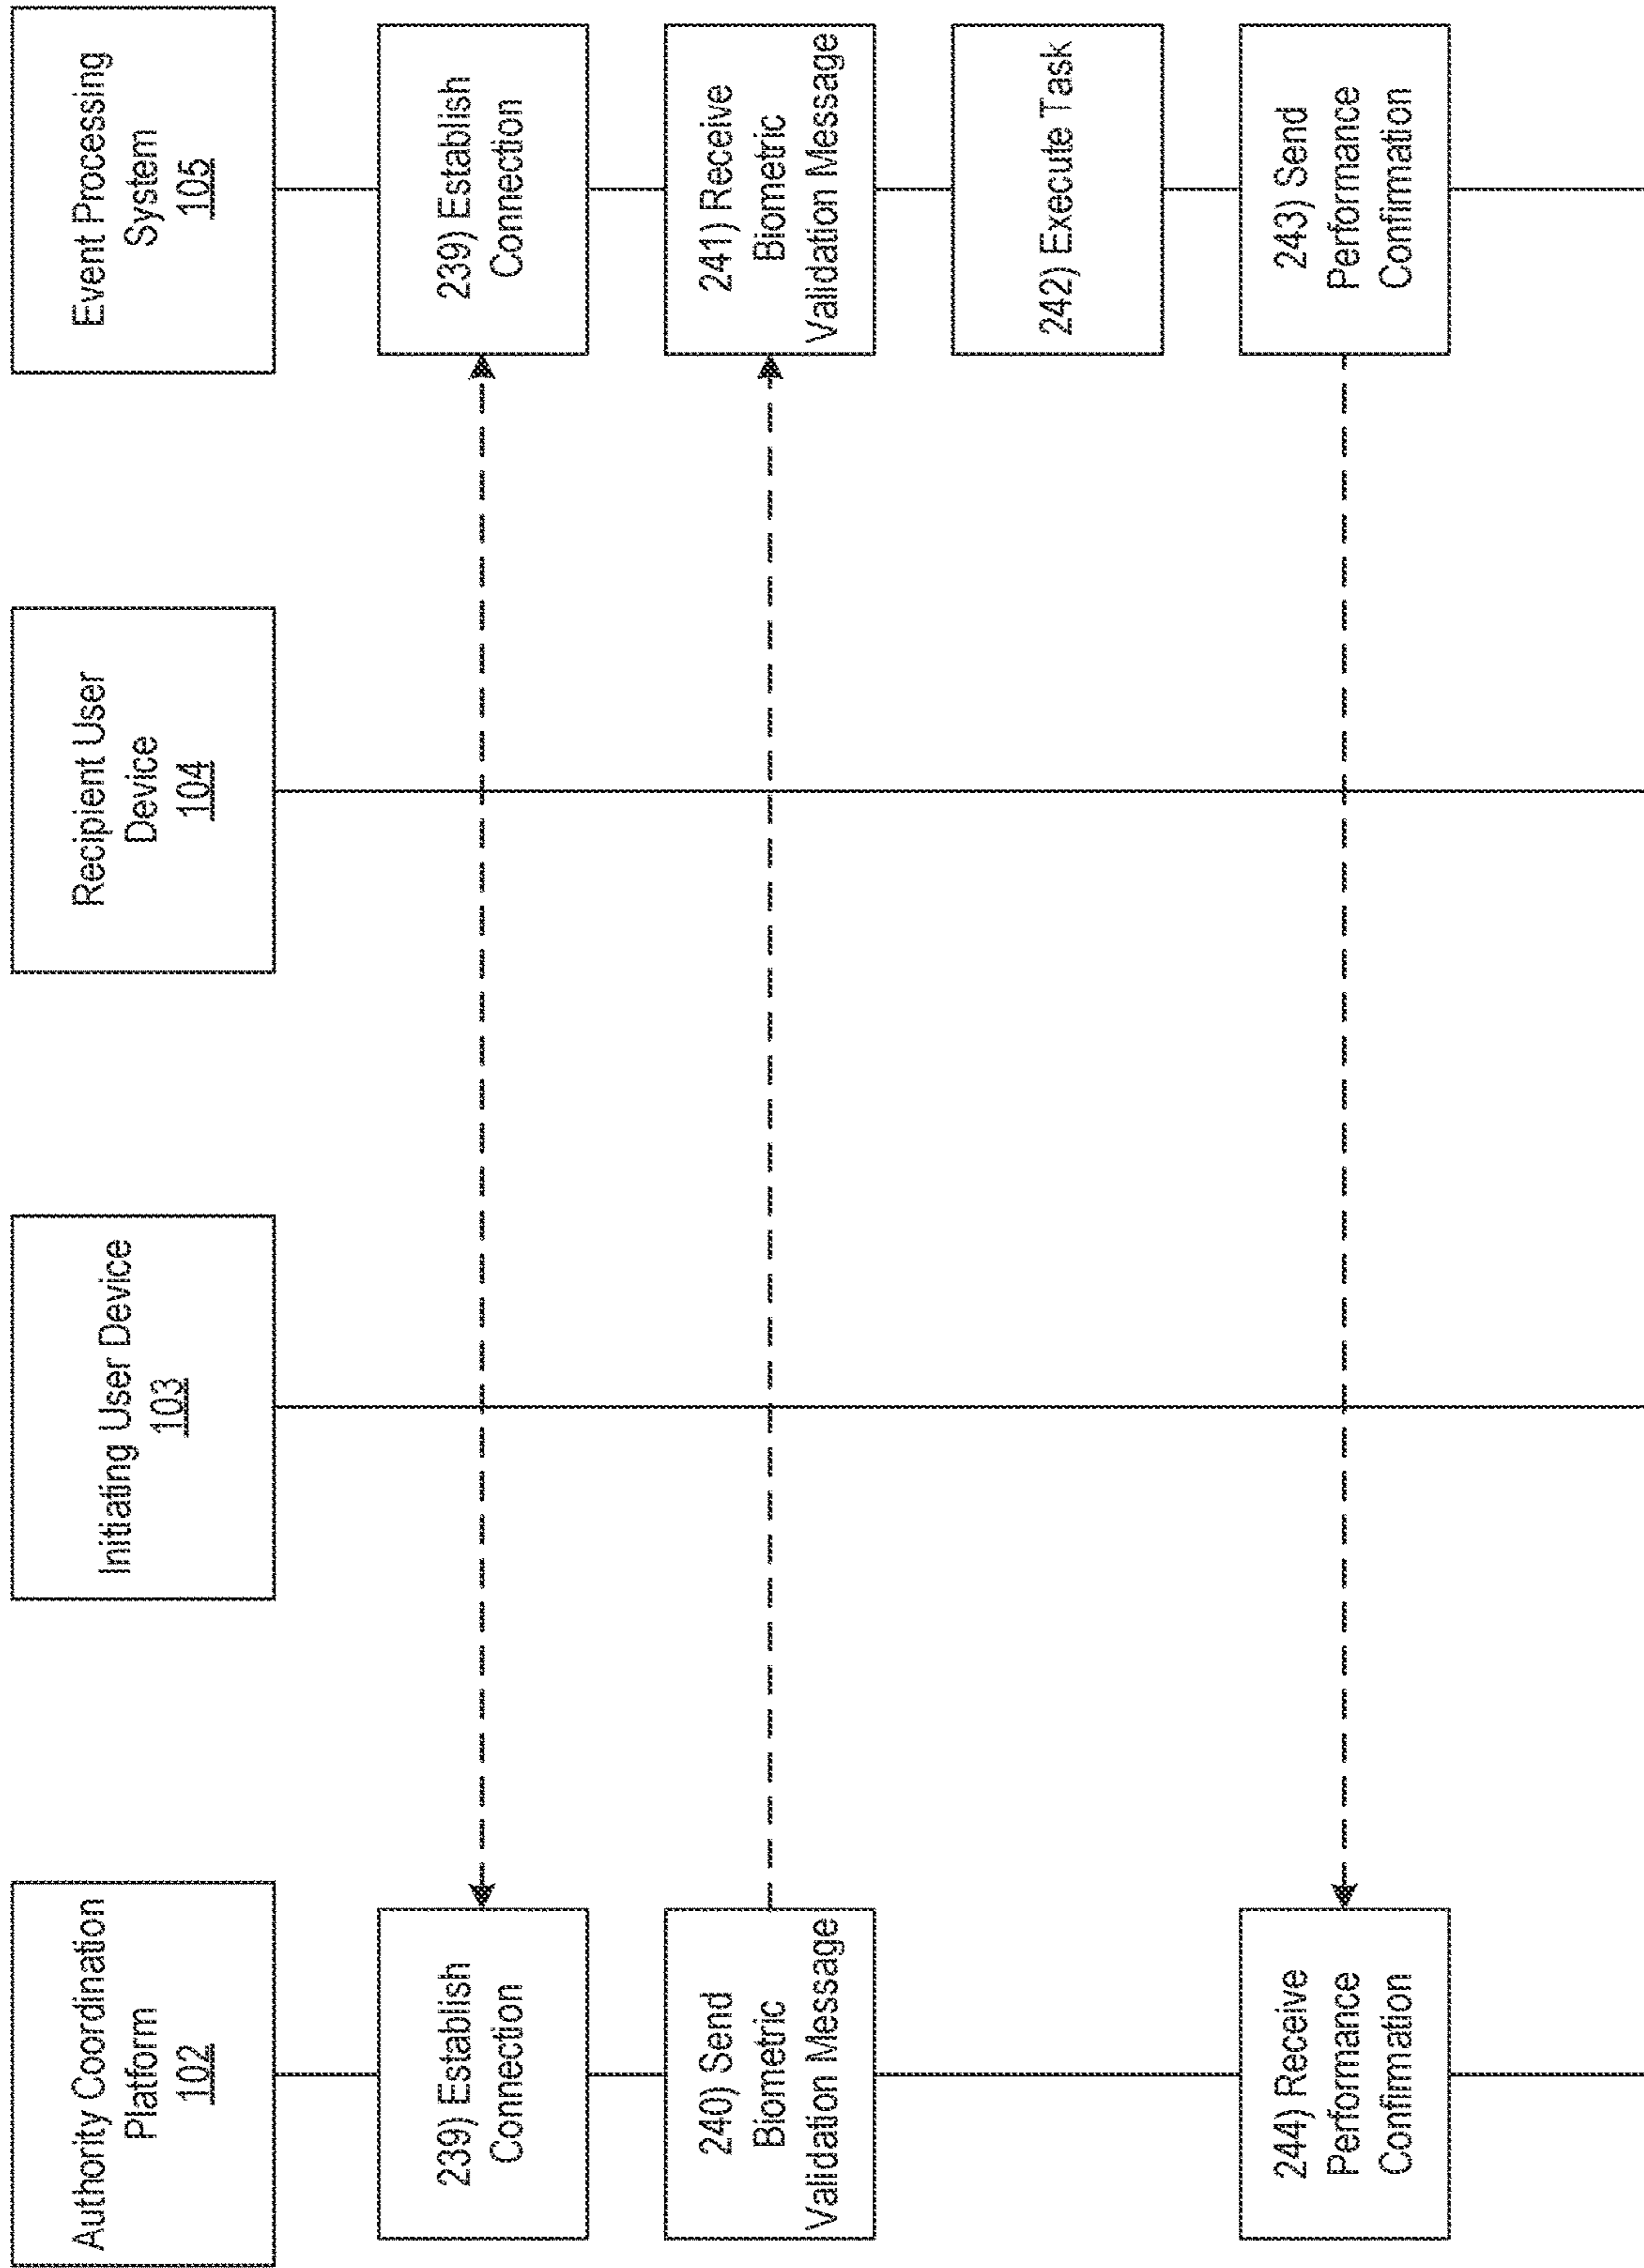 Authority Coordination
Platform
102
Initiating User Device
103
Recipient User
Device
104
Event Processing
System
105
239) Establish
Connection
239) Establish
Connection
240) Send
Biometric
Validation Message
241) Receive
Biometric
Validation Message
242) Execute Task
244) Receive
Performance
Confirmation
243) Send
Performance
Confirmation